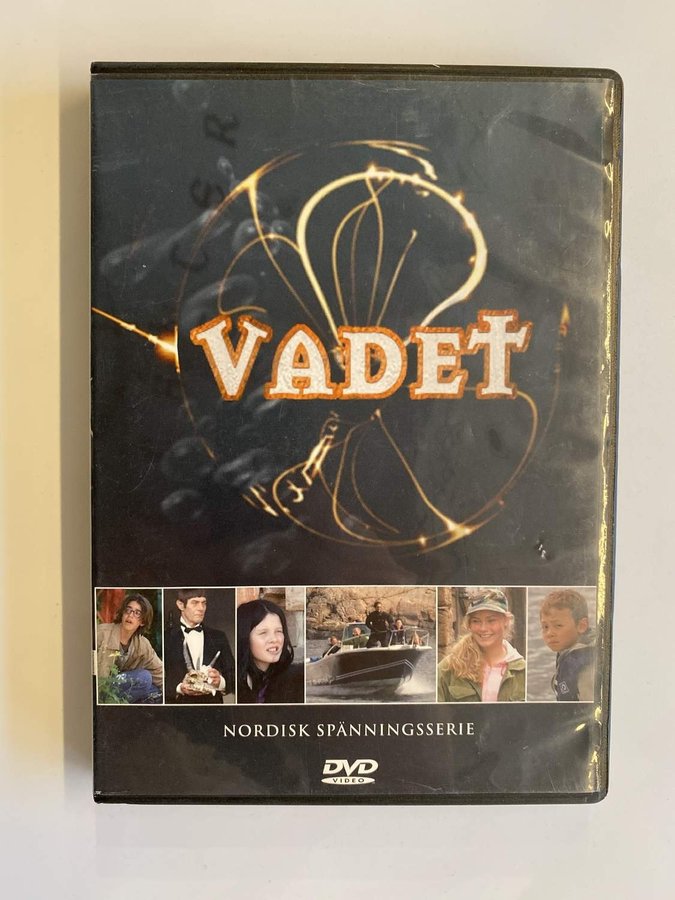 C S R
VADET
NORDISK SPÄNNINGSSERIE
DVD
VIDEO